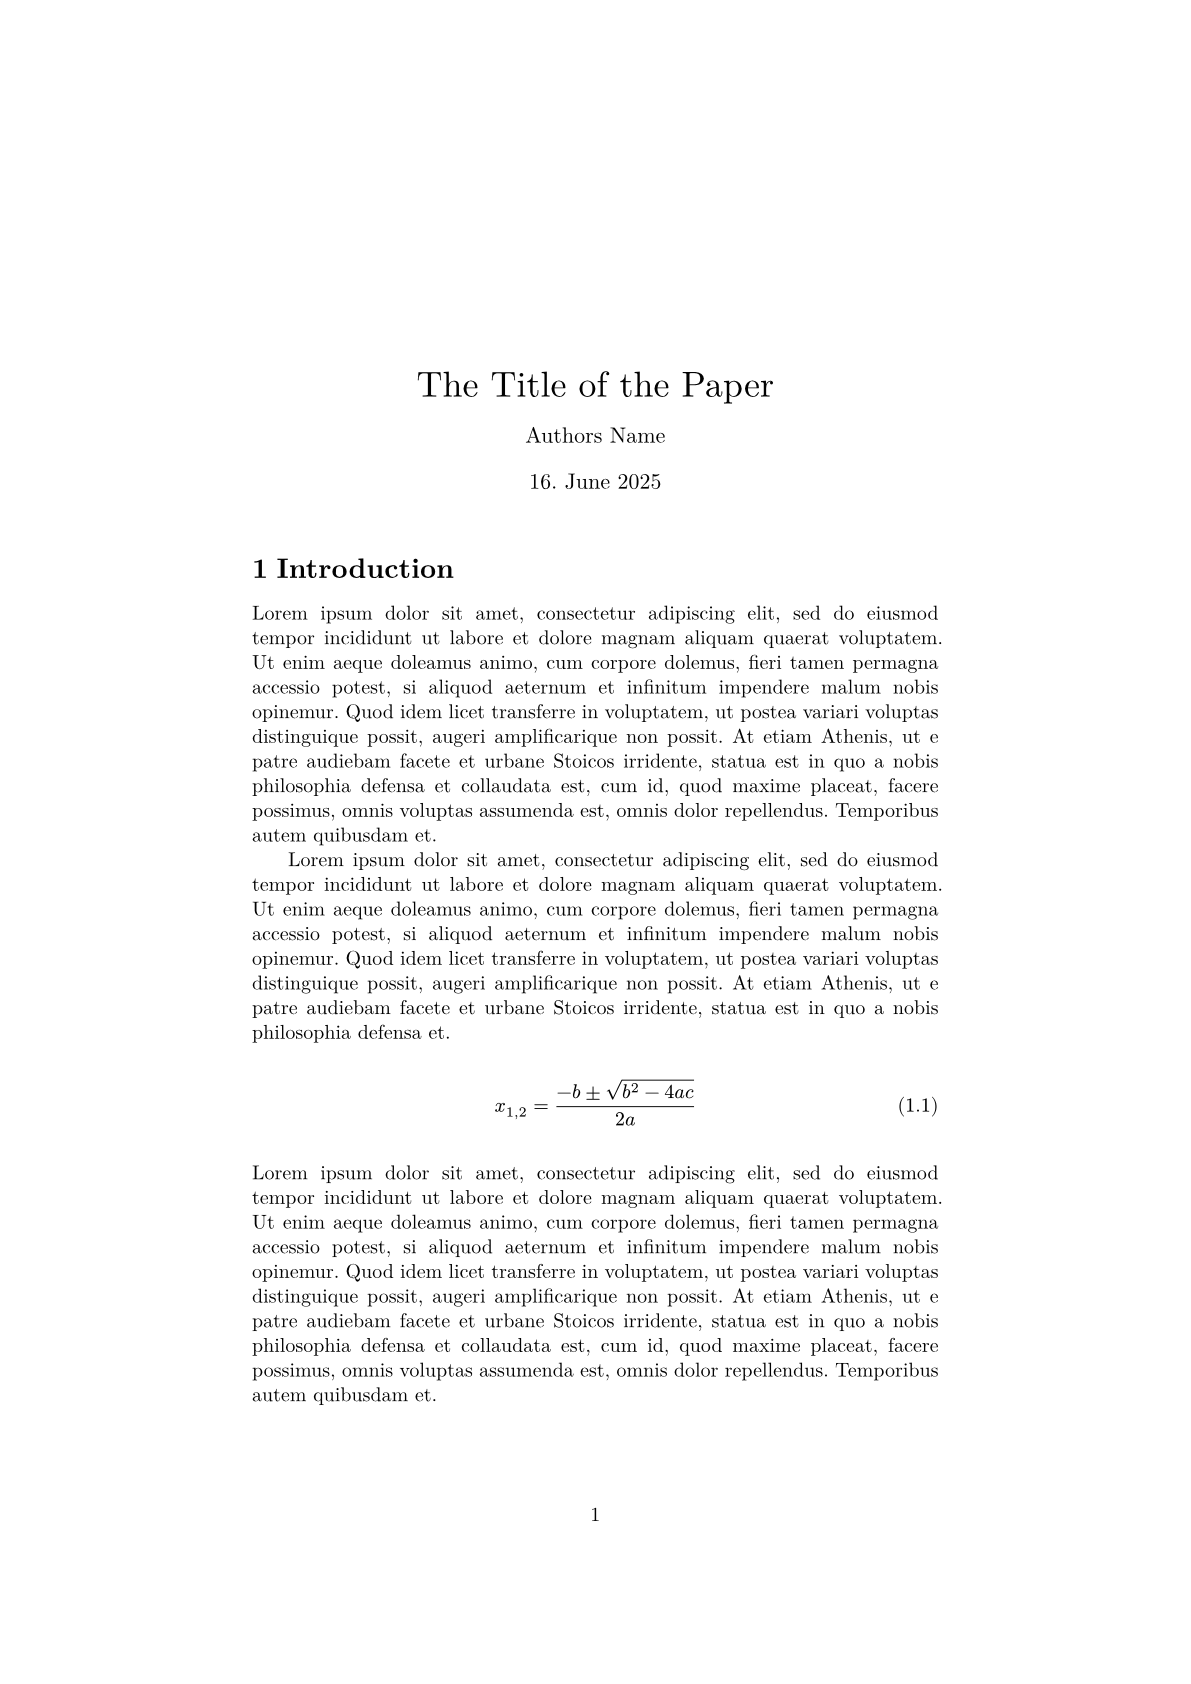 The Title of the Paper
Authors Name
16. June 2025
1 Introduction
Lorem ipsum dolor sit amet, consectetur adipiscing elit, sed do eiusmod
tempor incididunt ut labore et dolore magnam aliquam quaerat voluptatem.
Ut enim aeque doleamus animo, cum corpore dolemus, fieri tamen permagna
accessio potest, si aliquod aeternum et infinitum impendere malum nobis
opinemur. Quod idem licet transferre in voluptatem, ut postea variari voluptas
distinguique possit, augeri amplificarique non possit. At etiam Athenis, ut e
patre audiebam facete et urbane Stoicos irridente, statua est in quo a nobis
philosophia defensa et collaudata est, cum id, quod maxime placeat, facere
possimus, omnis voluptas assumenda est, omnis dolor repellendus. Temporibus
autem quibusdam et.
Lorem ipsum dolor sit amet, consectetur adipiscing elit, sed do eiusmod
tempor incididunt ut labore et dolore magnam aliquam quaerat voluptatem.
Ut enim aeque doleamus animo, cum corpore dolemus, fieri tamen permagna
accessio potest, si aliquod aeternum et infinitum impendere malum nobis
opinemur. Quod idem licet transferre in voluptatem, ut postea variari voluptas
distinguique possit, augeri amplificarique non possit. At etiam Athenis, ut e
patre audiebam facete et urbane Stoicos irridente, statua est in quo a nobis
philosophia defensa et.
x_{1,2} = \frac{-b ± \sqrt{b^2 − 4ac}}{2a} (1.1)
Lorem ipsum dolor sit amet, consectetur adipiscing elit, sed do eiusmod
tempor incididunt ut labore et dolore magnam aliquam quaerat voluptatem.
Ut enim aeque doleamus animo, cum corpore dolemus, fieri tamen permagna
accessio potest, si aliquod aeternum et infinitum impendere malum nobis
opinemur. Quod idem licet transferre in voluptatem, ut postea variari voluptas
distinguique possit, augeri amplificarique non possit. At etiam Athenis, ut e
patre audiebam facete et urbane Stoicos irridente, statua est in quo a nobis
philosophia defensa et collaudata est, cum id, quod maxime placeat, facere
possimus, omnis voluptas assumenda est, omnis dolor repellendus. Temporibus
autem quibusdam et.
1